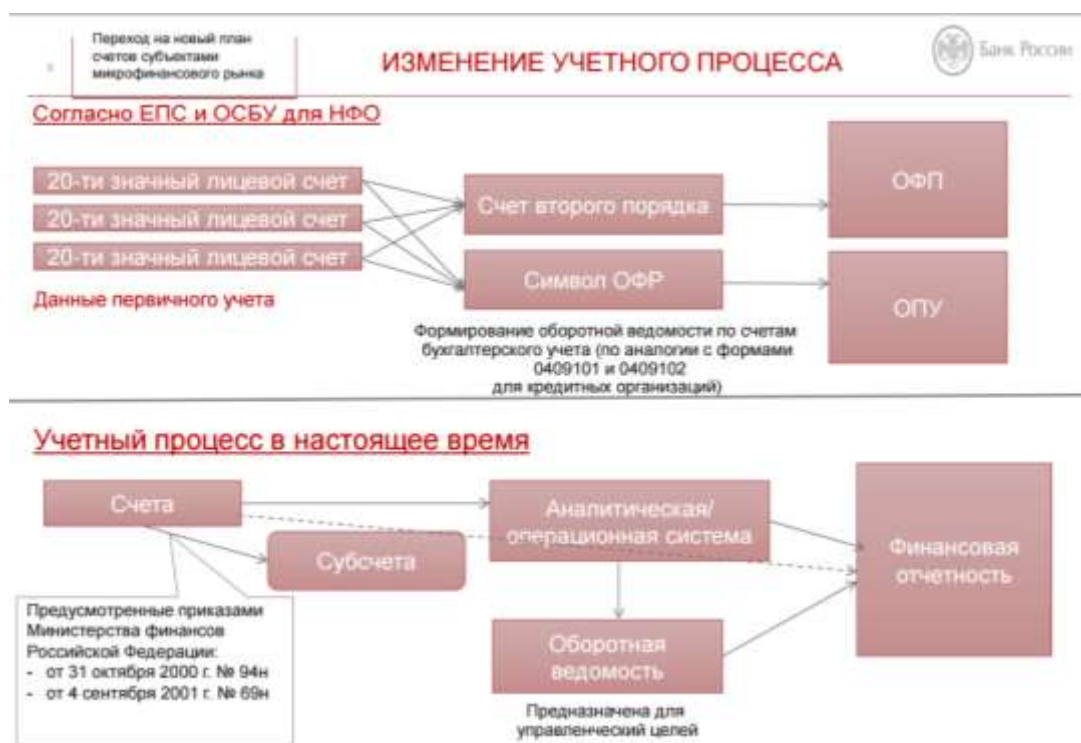 Переход на новый план
счетов субъектами
микрофинансового рынка
ИЗМЕНЕНИЕ УЧЕТНОГО ПРОЦЕССА
Банк России
Согласно ЕПС и ОСБУ для НФО
20-ти значный лицевой счет
20-ти значный лицевой счет
20-ти значный лицевой счет
Данные первичного учета
Счет второго порядка
Символ ОФР
ОФП
ОПУ
Формирование оборотной ведомости по счетам
бухгалтерского учета (по аналогии с формами
0409101 и 0409102
для кредитных организаций)
Учетный процесс в настоящее время
Счета
Субсчета
Аналитическая/
операционная система
Финансовая
отчетность
Предусмотренные приказами
Министерства финансов
Российской Федерации:
- от 31 октября 2000 г. № 94н
- от 4 сентября 2001 г. № 69н
Оборотная
ведомость
Предназначена для
управленческий целей